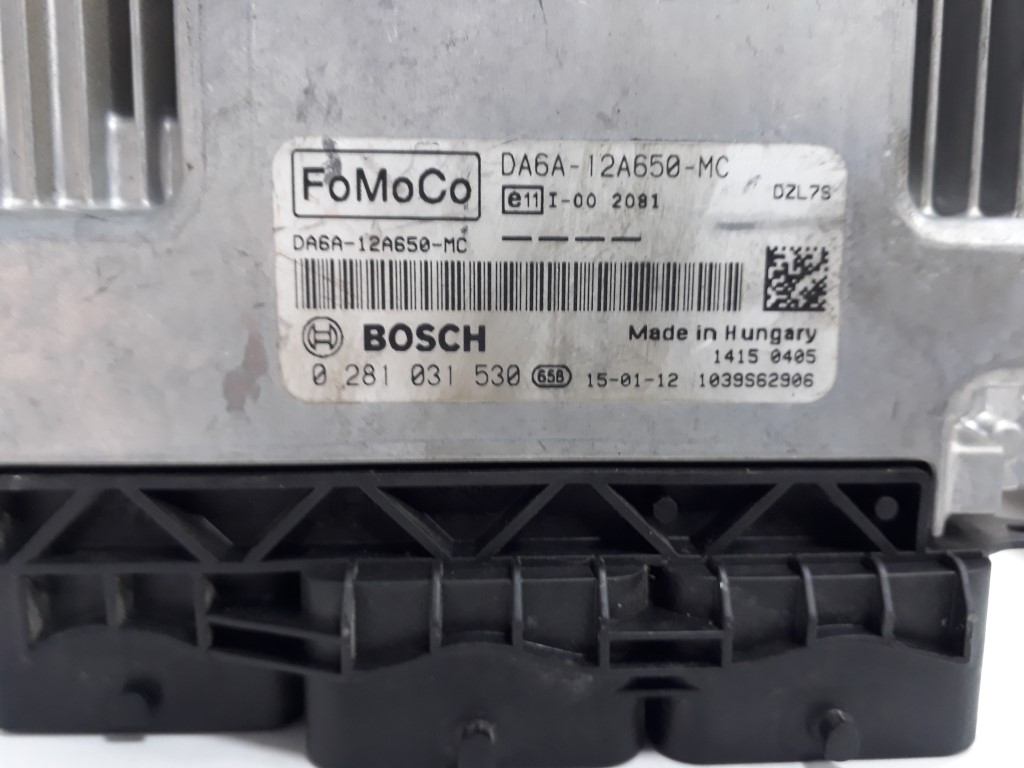 FoMoCo DA6A-12A650-MC
e11 I-00 2081 DZL7S
DA6A-12A650-MC ————
BOSCH Made in Hungary
1415 0405
0 281 031 530 65B 15-01-12 1039S62906